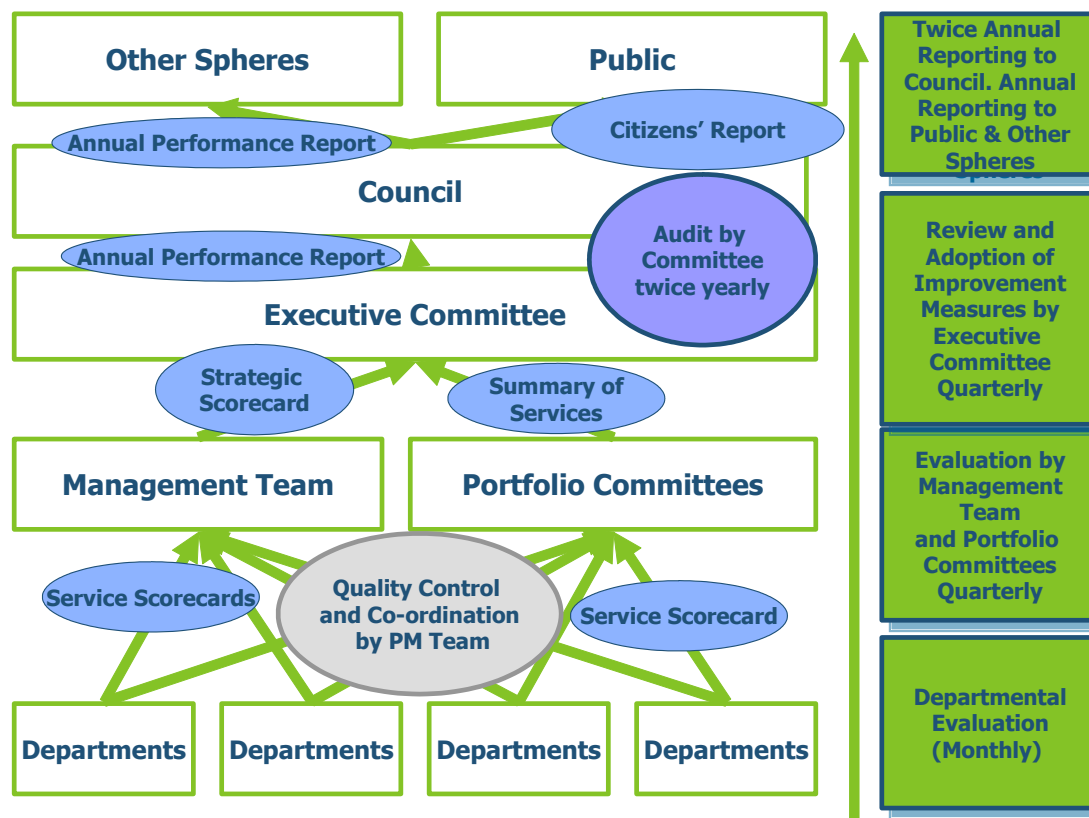 Other Spheres
Public
Annual Performance Report
Citizens’ Report
Council
Annual Performance Report
Audit by
Committee
twice yearly
Executive Committee
Strategic
Scorecard
Summary of
Services
Management Team
Portfolio Committees
Service Scorecards
Quality Control
and Co-ordination
by PM Team
Service Scorecard
Departments
Departments
Departments
Departments
Twice Annual
Reporting to
Council. Annual
Reporting to
Public & Other
Spheres
Review and
Adoption of
Improvement
Measures by
Executive
Committee
Quarterly
Evaluation by
Management
Team
and Portfolio
Committees
Quarterly
Departmental
Evaluation
(Monthly)